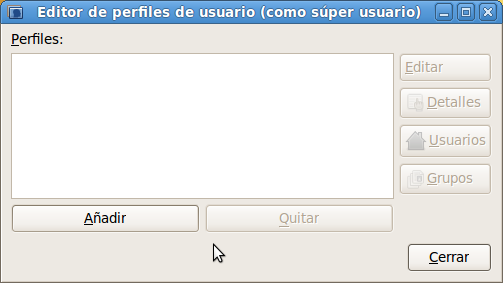 Editor de perfiles de usuario (como súper usuario)
Perfiles:
Editar
Detalles
Usuarios
Grupos
Añadir
Quitar
Cerrar